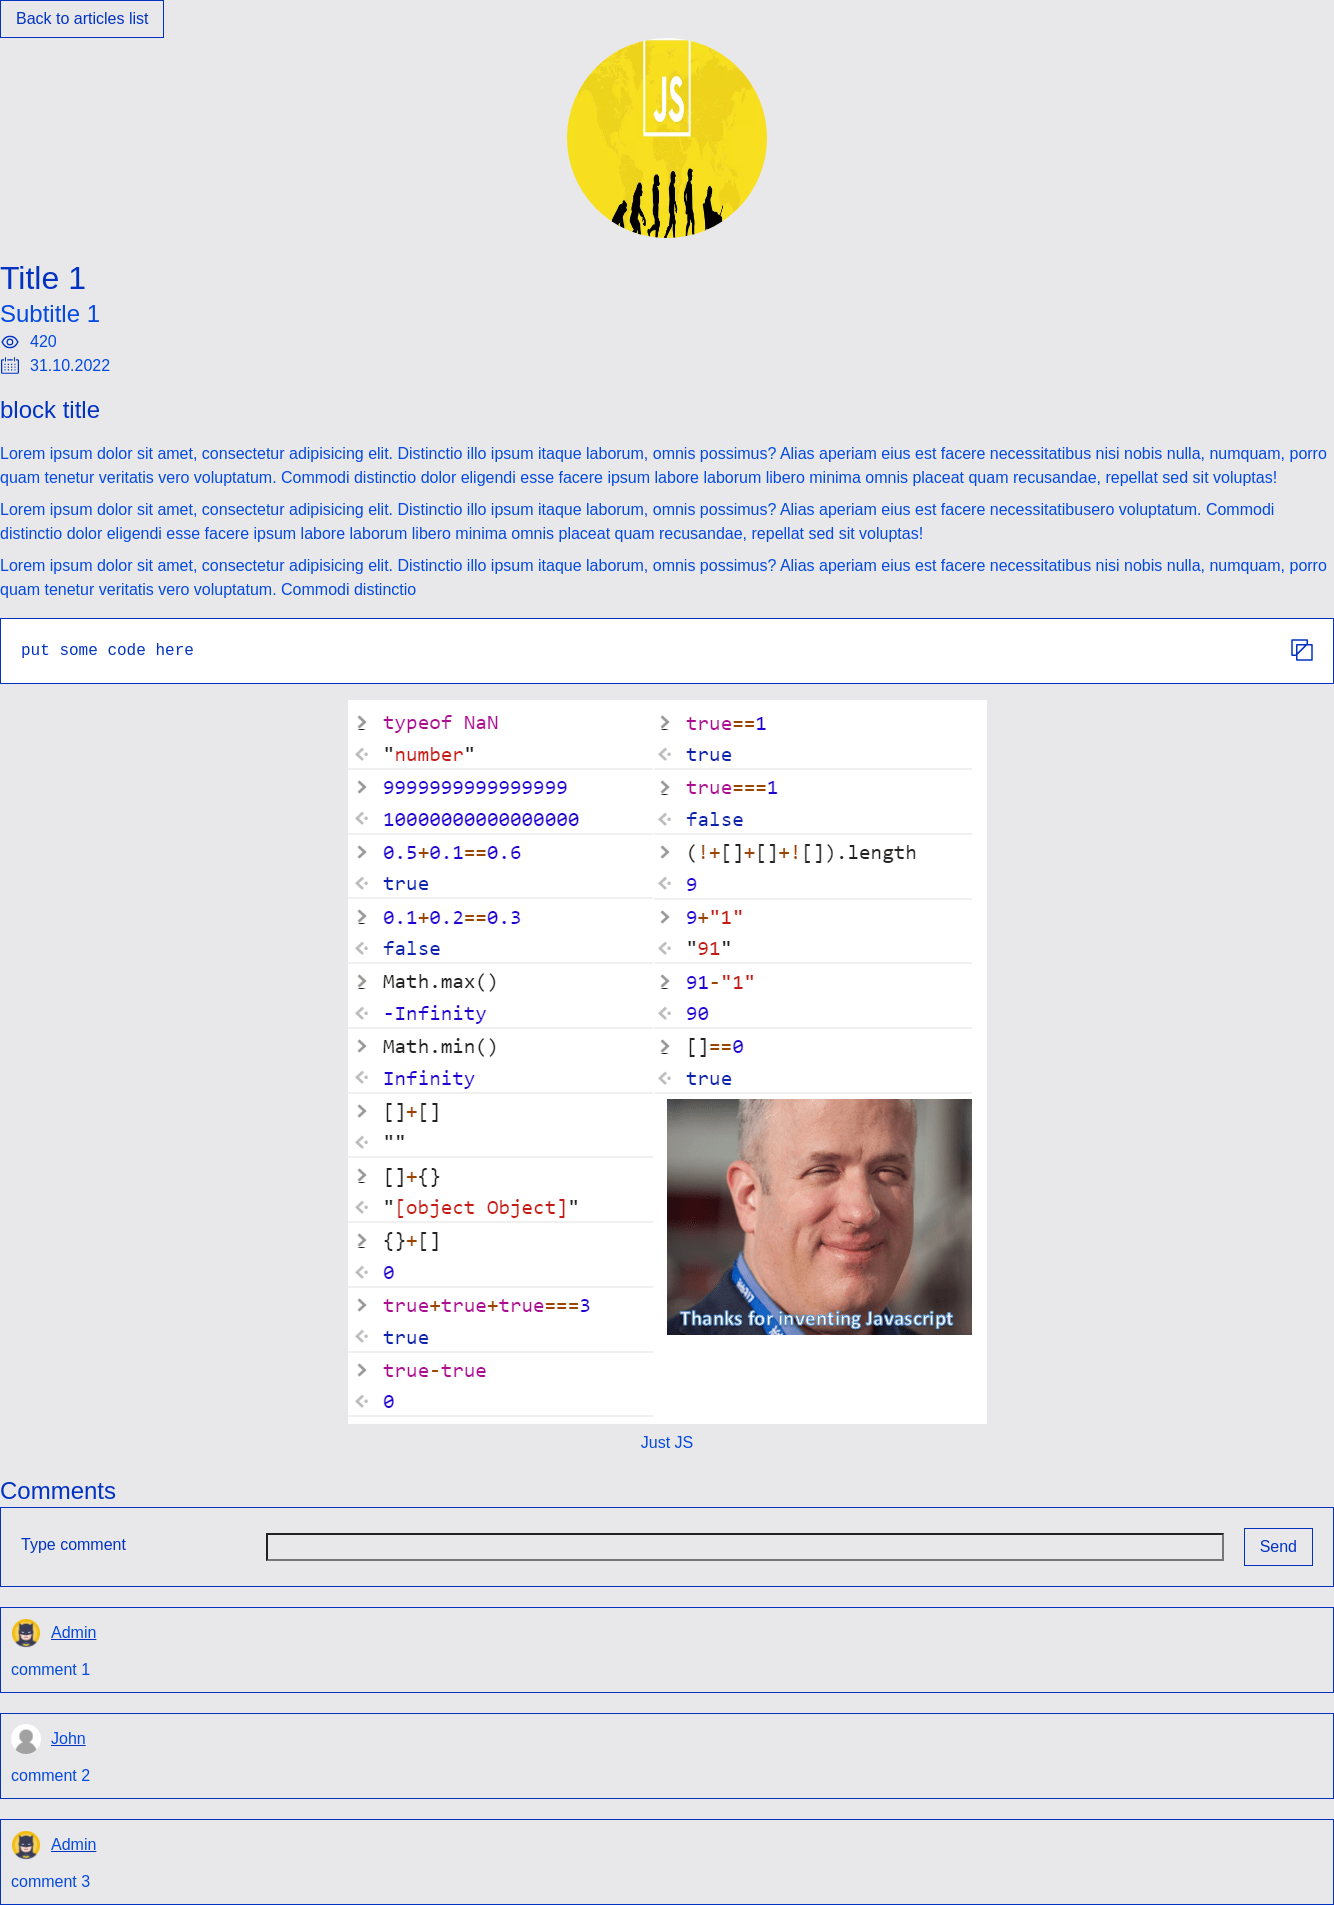 Back to articles list
JS
Title 1
Subtitle 1
420
31.10.2022
block title
Lorem ipsum dolor sit amet, consectetur adipisicing elit. Distinctio illo ipsum itaque laborum, omnis possimus? Alias aperiam eius est facere necessitatibus nisi nobis nulla, numquam, porro
quam tenetur veritatis vero voluptatum. Commodi distinctio dolor eligendi esse facere ipsum labore laborum libero minima omnis placeat quam recusandae, repellat sed sit voluptas!
Lorem ipsum dolor sit amet, consectetur adipisicing elit. Distinctio illo ipsum itaque laborum, omnis possimus? Alias aperiam eius est facere necessitatibusero voluptatum. Commodi
distinctio dolor eligendi esse facere ipsum labore laborum libero minima omnis placeat quam recusandae, repellat sed sit voluptas!
Lorem ipsum dolor sit amet, consectetur adipisicing elit. Distinctio illo ipsum itaque laborum, omnis possimus? Alias aperiam eius est facere necessitatibus nisi nobis nulla, numquam, porro
quam tenetur veritatis vero voluptatum. Commodi distinctio
put some code here
typeof NaN
"number"
9999999999999999
10000000000000000
0.5+0.1==0.6
true
0.1+0.2==0.3
false
Math.max()
-Infinity
Math.min()
Infinity
[]+[]
""
[]+{}
"[object Object]"
{}+[]
0
true+true+true===3
true
true-true
0
true==1
true
true===1
false
(!+[]+[]+![]).length
9
9+"1"
"91"
91-"1"
90
[]==0
true
Thanks for inventing Javascript
Just JS
Comments
Type comment
Send
Admin
comment 1
John
comment 2
Admin
comment 3